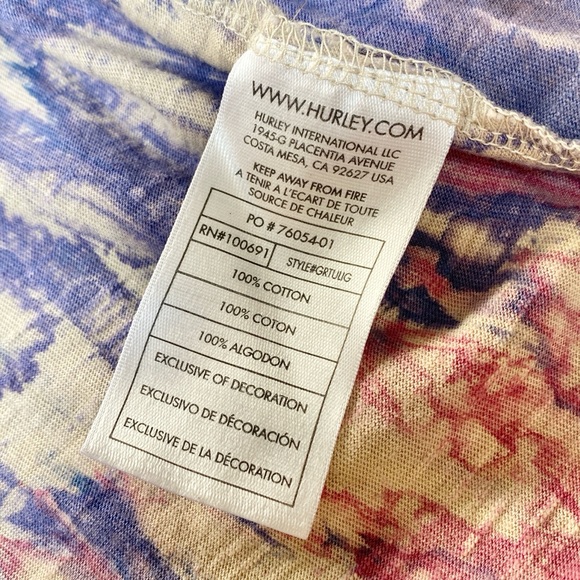 WWW.HURLEY.COM
HURLEY INTERNATIONAL LLC
1945-G PLACENTIA AVENUE
COSTA MESA, CA 92627 USA
KEEP AWAY FROM FIRE
A TENIR A L'ECART DE TOUTE
SOURCE DE CHALEUR
PO # 76054-01
RN#100691 STYLE#GRTULIG
100% COTTON
100% COTON
100% ALGODON
EXCLUSIVE OF DECORATION
EXCLUSIVO DE DÉCORACIÓN
EXCLUSIVE DE LA DÉCORATION